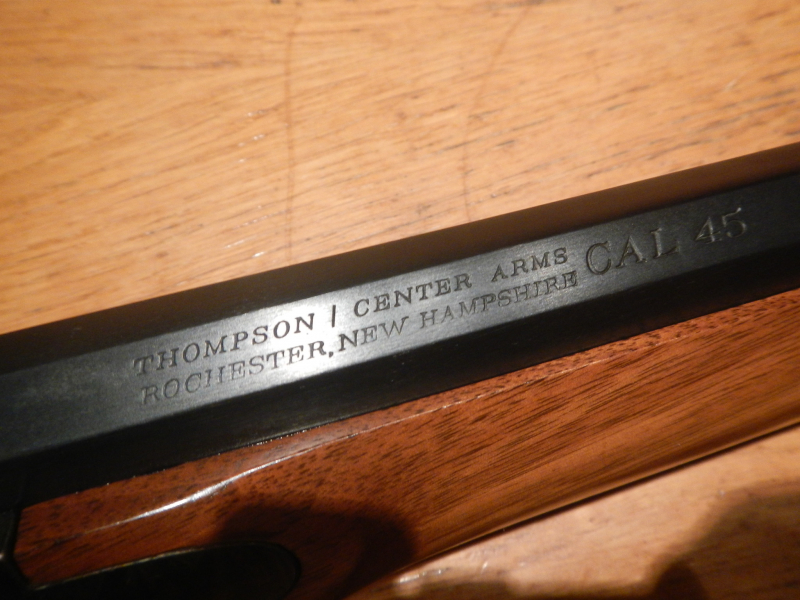 THOMPSON / CENTER ARMS
ROCHESTER, NEW HAMPSHIRE
CAL 45